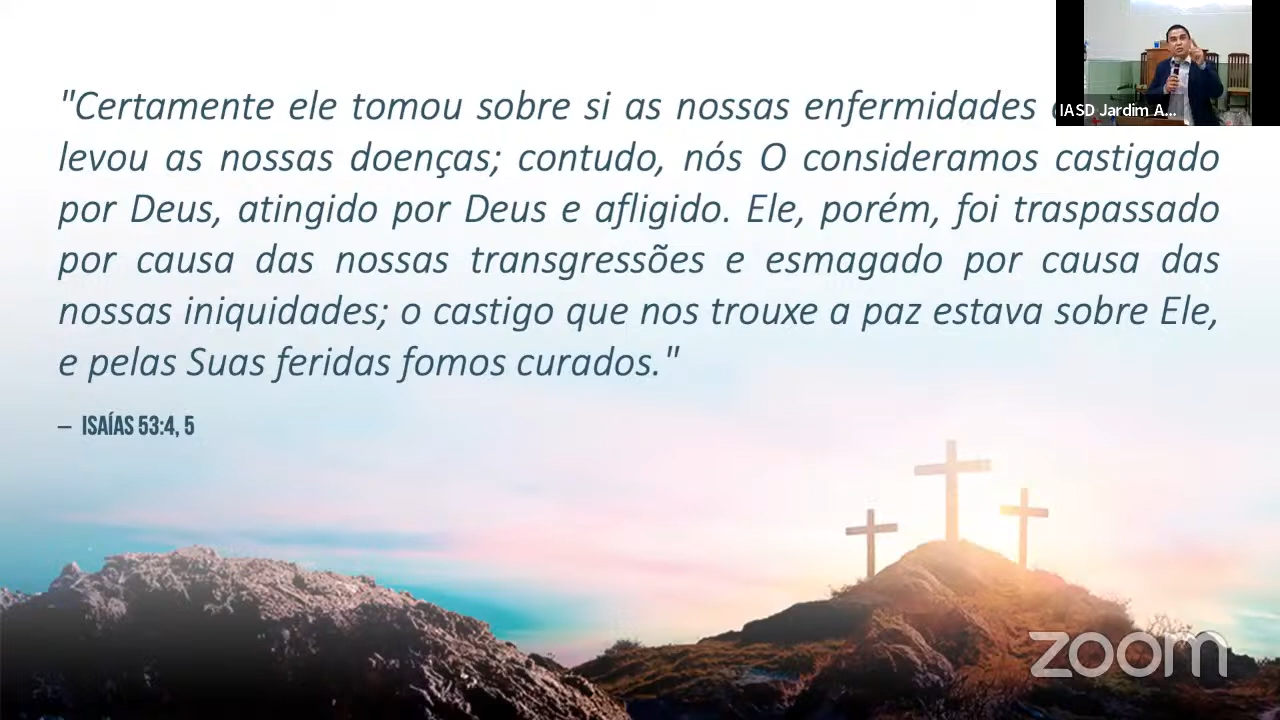 "Certamente ele tomou sobre si as nossas enfermidades
IASD Jardim A...
levou as nossas doenças; contudo, nós O consideramos castigado
por Deus, atingido por Deus e afligido. Ele, porém, foi traspassado
por causa das nossas transgressões e esmagado por causa das
nossas iniquidades; o castigo que nos trouxe a paz estava sobre Ele,
e pelas Suas feridas fomos curados."
– ISAÍAS 53:4, 5
zoom